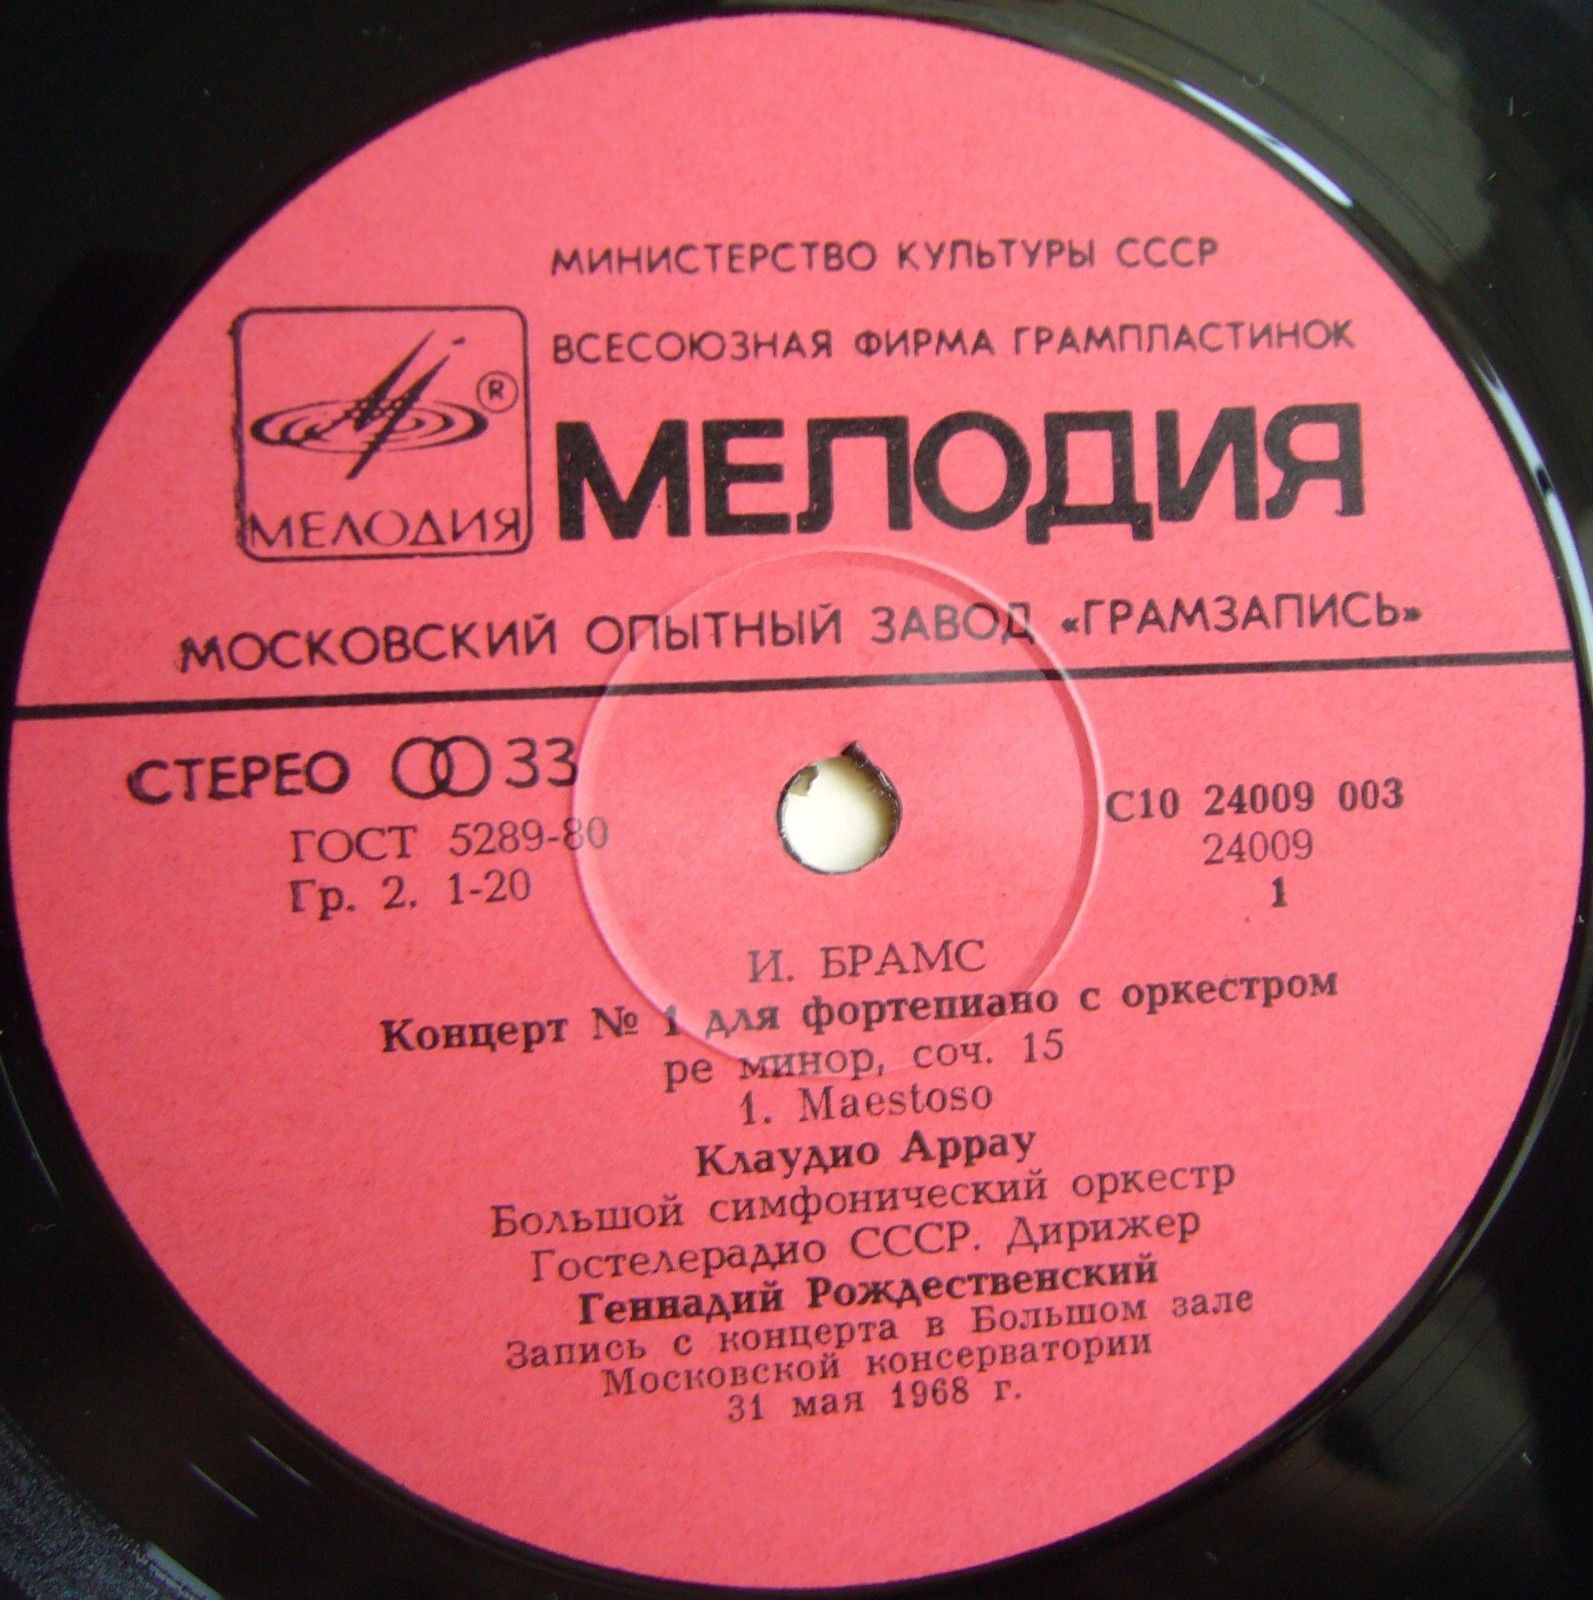 МИНИСТЕРСТВО КУЛЬТУРЫ СССР
ВСЕСОЮЗНАЯ ФИРМА ГРАМПЛАСТИНОК
®
МЕЛОДИЯ
МЕЛОДИЯ
МОСКОВСКИЙ ОПЫТНЫЙ ЗАВОД «ГРАМЗАПИСЬ»
СТЕРЕО 33
ГОСТ 5289-80
Гр. 2. 1-20
С10 24009 003
24009
1
И. БРАМС
Концерт № 1 для фортепиано с оркестром
ре минор, соч. 15
1. Maestoso
Клаудио Аррау
Большой симфонический оркестр
Гостелерадио СССР. Дирижер
Геннадий Рождественский
Запись с концерта в Большом зале
Московской консерватории
31 мая 1968 г.